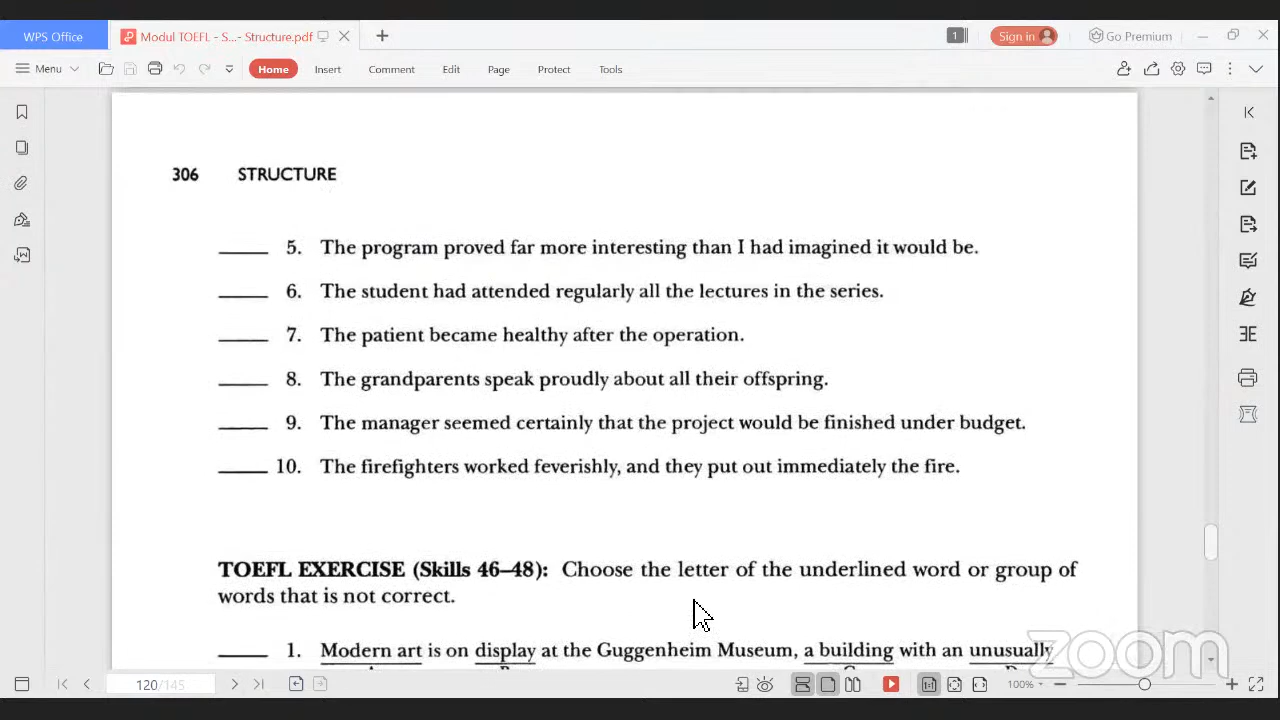 WPS Office
Modul TOEFL - S...- Structure.pdf
1
Sign in
Go Premium
Menu
Home
Insert
Comment
Edit
Page
Protect
Tools
306 STRUCTURE
_____ 5. The program proved far more interesting than I had imagined it would be.
_____ 6. The student had attended regularly all the lectures in the series.
_____ 7. The patient became healthy after the operation.
_____ 8. The grandparents speak proudly about all their offspring.
_____ 9. The manager seemed certainly that the project would be finished under budget.
_____ 10. The firefighters worked feverishly, and they put out immediately the fire.
TOEFL EXERCISE (Skills 46–48): Choose the letter of the underlined word or group of
words that is not correct.
_____ 1. Modern art is on display at the Guggenheim Museum, a building with an unusually
zoom
120/145
100%